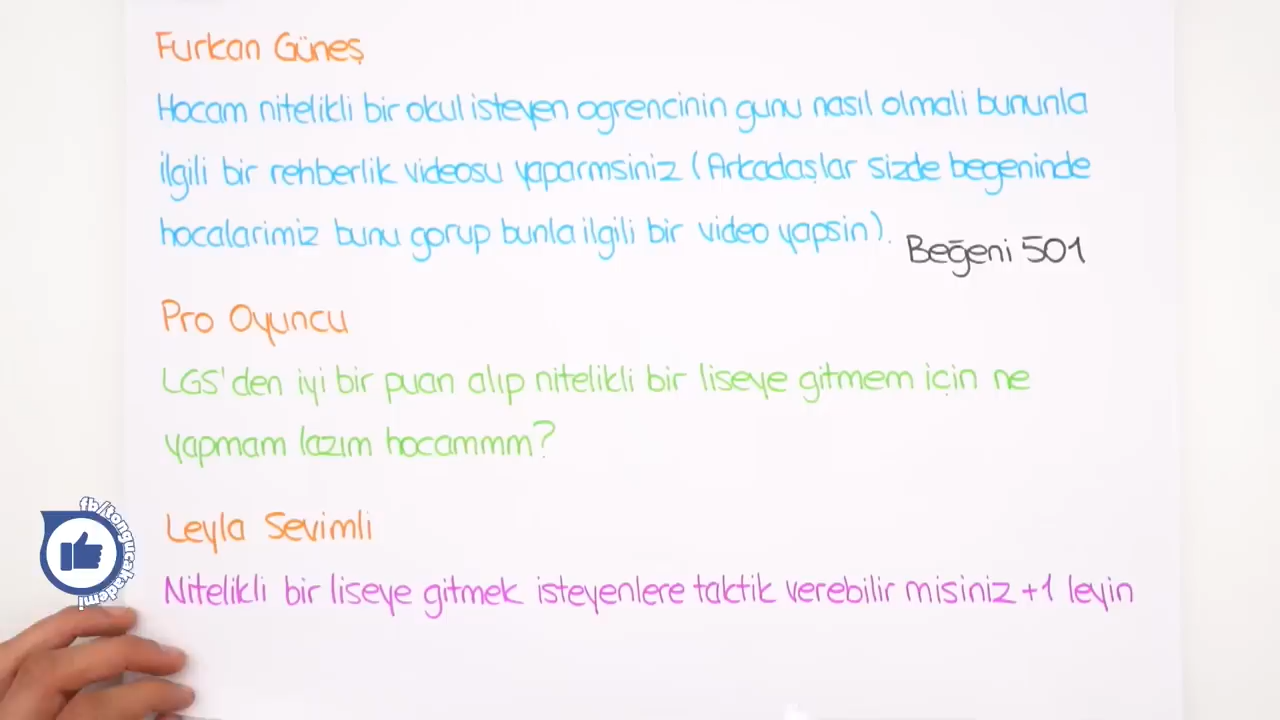 Furkan Güneş
Hocam nitelikli bir okul isteyen ogrencinin gunu nasıl olmali bununla
ilgili bir rehberlik videosu yaparmsiniz (Arkadaşlar sizde begeninde
hocalarimiz bunu gorup bunla ilgili bir video yapsin).
Beğeni 501
Pro Oyuncu
LGS'den iyi bir puan alıp nitelikli bir liseye gitmem için ne
yapmam lazım hocammm?
Leyla Sevimli
Nitelikli bir liseye gitmek isteyenlere taktik verebilir misiniz +1 leyin
fb/tongucakademi